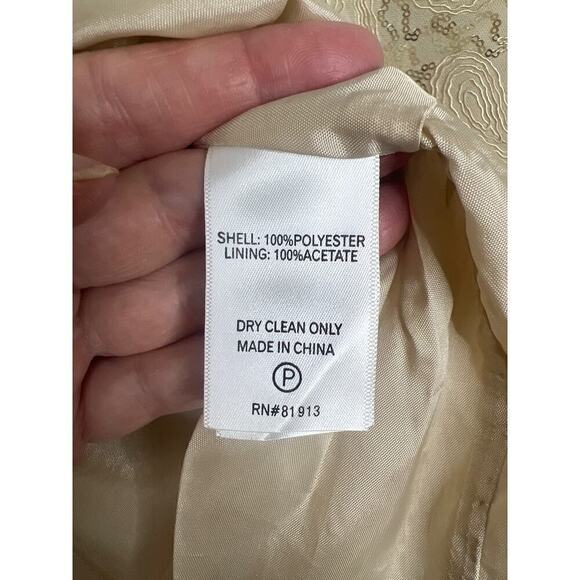 SHELL: 100%POLYESTER
LINING: 100%ACETATE
DRY CLEAN ONLY
MADE IN CHINA
P
RN#81913